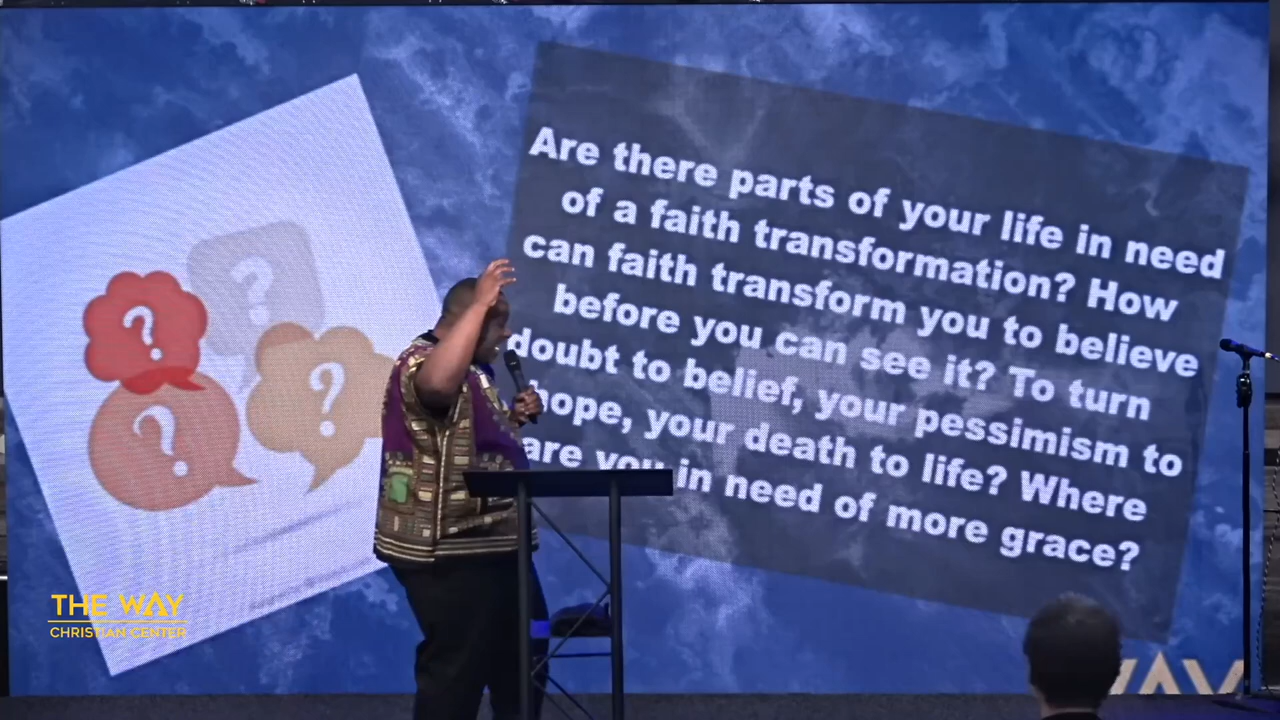 Are there parts of your life in need
of a faith transformation? How
can faith transform you to believe
before you can see it? To turn
doubt to belief, your pessimism to
hope, your death to life? Where
are you in need of more grace?
?
?
?
?
THE WAY
CHRISTIAN CENTER
WAY